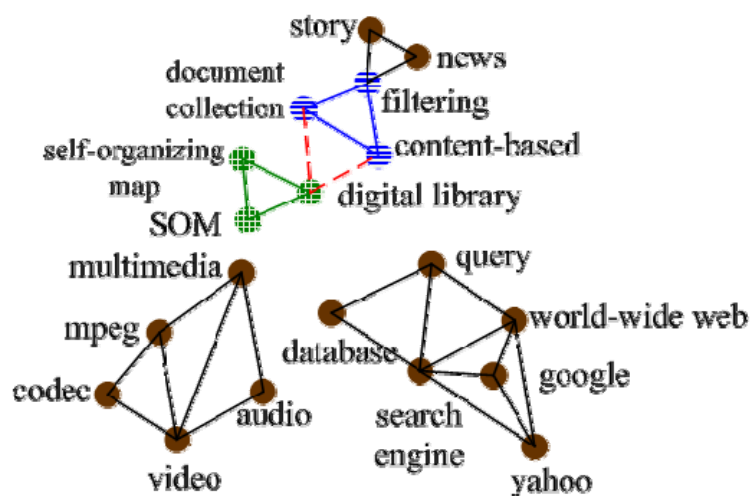 story
news
document
collection
filtering
self-organizing
map
content-based
digital library
SOM
multimedia
query
mpeg
world-wide web
database
codec
audio
google
search
engine
video
yahoo